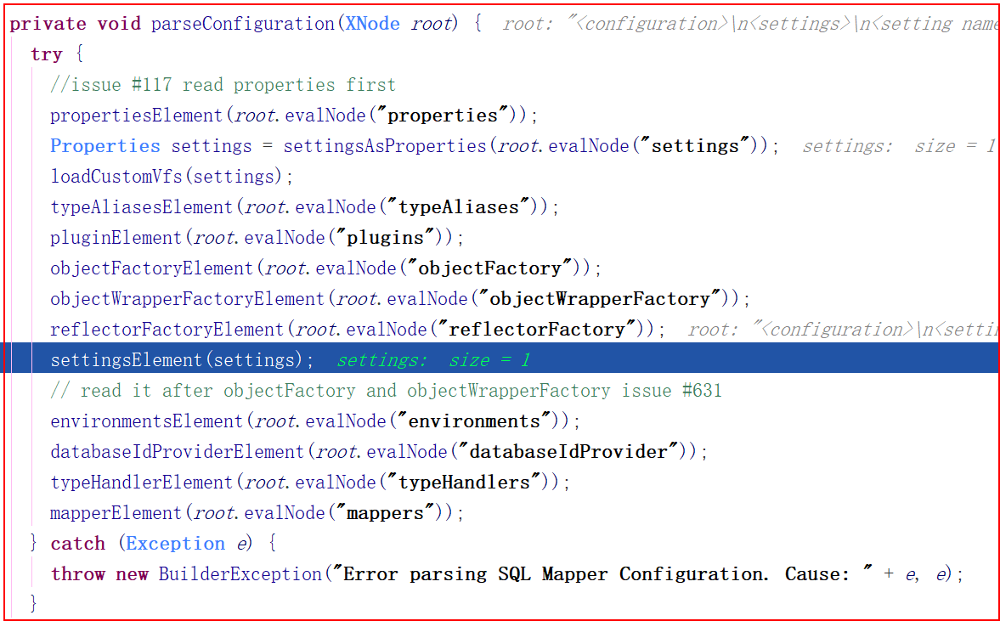 private void parseConfiguration(XNode root) {  root: "<configuration>\n<settings>\n<setting name
try {
//issue #117 read properties first
propertiesElement(root.evalNode("properties"));
Properties settings = settingsAsProperties(root.evalNode("settings"));  settings:  size = 1
loadCustomVfs(settings);
typeAliasesElement(root.evalNode("typeAliases"));
pluginElement(root.evalNode("plugins"));
objectFactoryElement(root.evalNode("objectFactory"));
objectWrapperFactoryElement(root.evalNode("objectWrapperFactory"));
reflectorFactoryElement(root.evalNode("reflectorFactory"));  root: "<configuration>\n<settin
settingsElement(settings);  settings:  size = 1
// read it after objectFactory and objectWrapperFactory issue #631
environmentsElement(root.evalNode("environments"));
databaseIdProviderElement(root.evalNode("databaseIdProvider"));
typeHandlerElement(root.evalNode("typeHandlers"));
mapperElement(root.evalNode("mappers"));
} catch (Exception e) {
throw new BuilderException("Error parsing SQL Mapper Configuration. Cause: " + e, e);
}